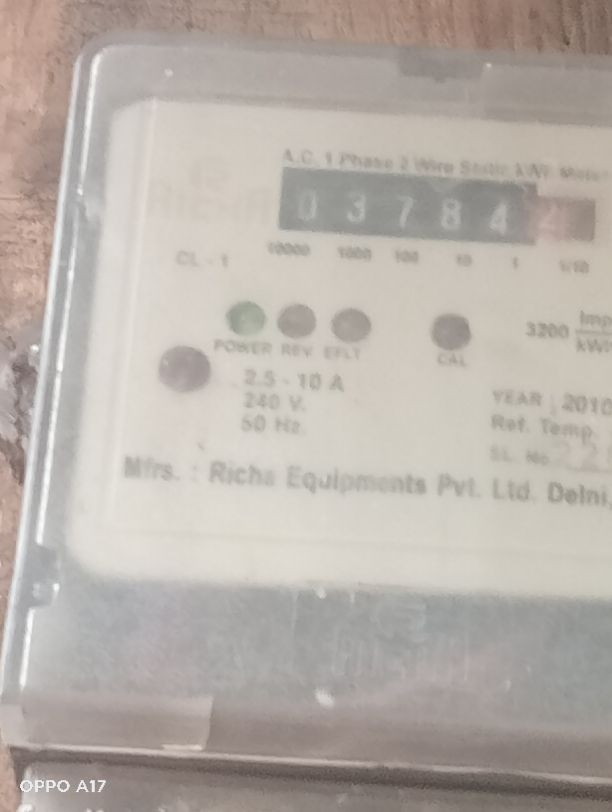 A.C. 1 Phase 2 Wire Static kWh Meter
0 3 7 8 4
10000 1000 100 10 1 1/10
CL - 1
3200 Imp
kWh
POWER REV EFLT CAL
2.5 - 10 A
240 V.
50 Hz.
YEAR : 2010
Ref. Temp.
SL. No.
Mfrs. : Richa Equipments Pvt. Ltd. Delhi,
OPPO A17